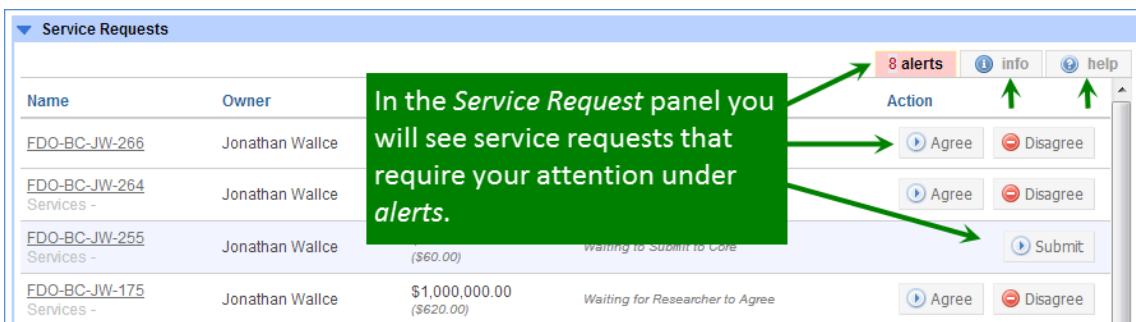 Service Requests
8 alerts info help
Name Owner Action
In the Service Request panel you
will see service requests that
require your attention under
alerts.
FDO-BC-JW-266 Jonathan Wallce Agree Disagree
FDO-BC-JW-264 Jonathan Wallce Agree Disagree
Services -
FDO-BC-JW-255 Jonathan Wallce Waiting to Submit to Core Submit
Services - ($60.00)
FDO-BC-JW-175 Jonathan Wallce $1,000,000.00 Waiting for Researcher to Agree Agree Disagree
Services - ($620.00)